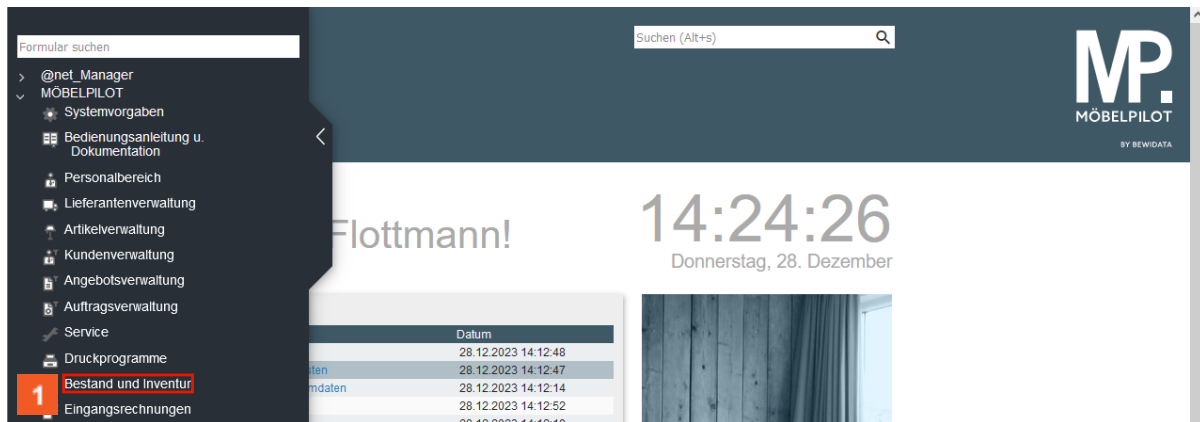 Formular suchen
@net_Manager
MÖBELPILOT
Systemvorgaben
Bedienungsanleitung u.
Dokumentation
Personalbereich
Lieferantenverwaltung
Artikelverwaltung
Kundenverwaltung
Angebotsverwaltung
Auftragsverwaltung
Service
Druckprogramme
1 Bestand und Inventur
Eingangsrechnungen
Suchen (Alt+s)
MP.
MÖBELPILOT
BY BEWIDATA
Flottmann!
14:24:26
Donnerstag, 28. Dezember
Datum
28.12.2023 14:12:48
28.12.2023 14:12:47
mdaten 28.12.2023 14:12:14
28.12.2023 14:12:52